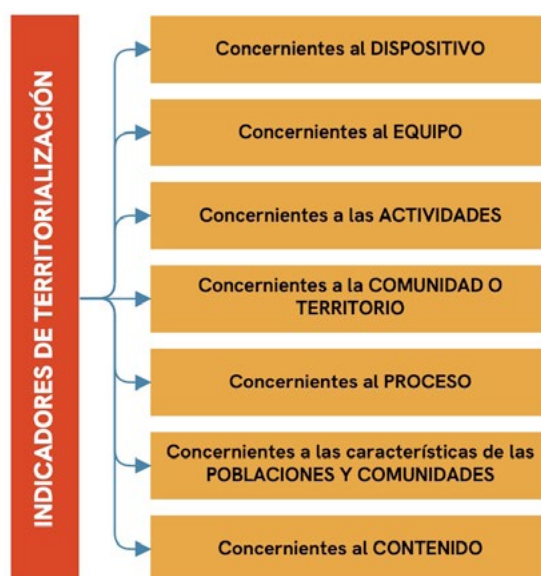 INDICADORES DE TERRITORIALIZACIÓN
Concernientes al DISPOSITIVO
Concernientes al EQUIPO
Concernientes a las ACTIVIDADES
Concernientes a la COMUNIDAD O
TERRITORIO
Concernientes al PROCESO
Concernientes a las características de las
POBLACIONES Y COMUNIDADES
Concernientes al CONTENIDO